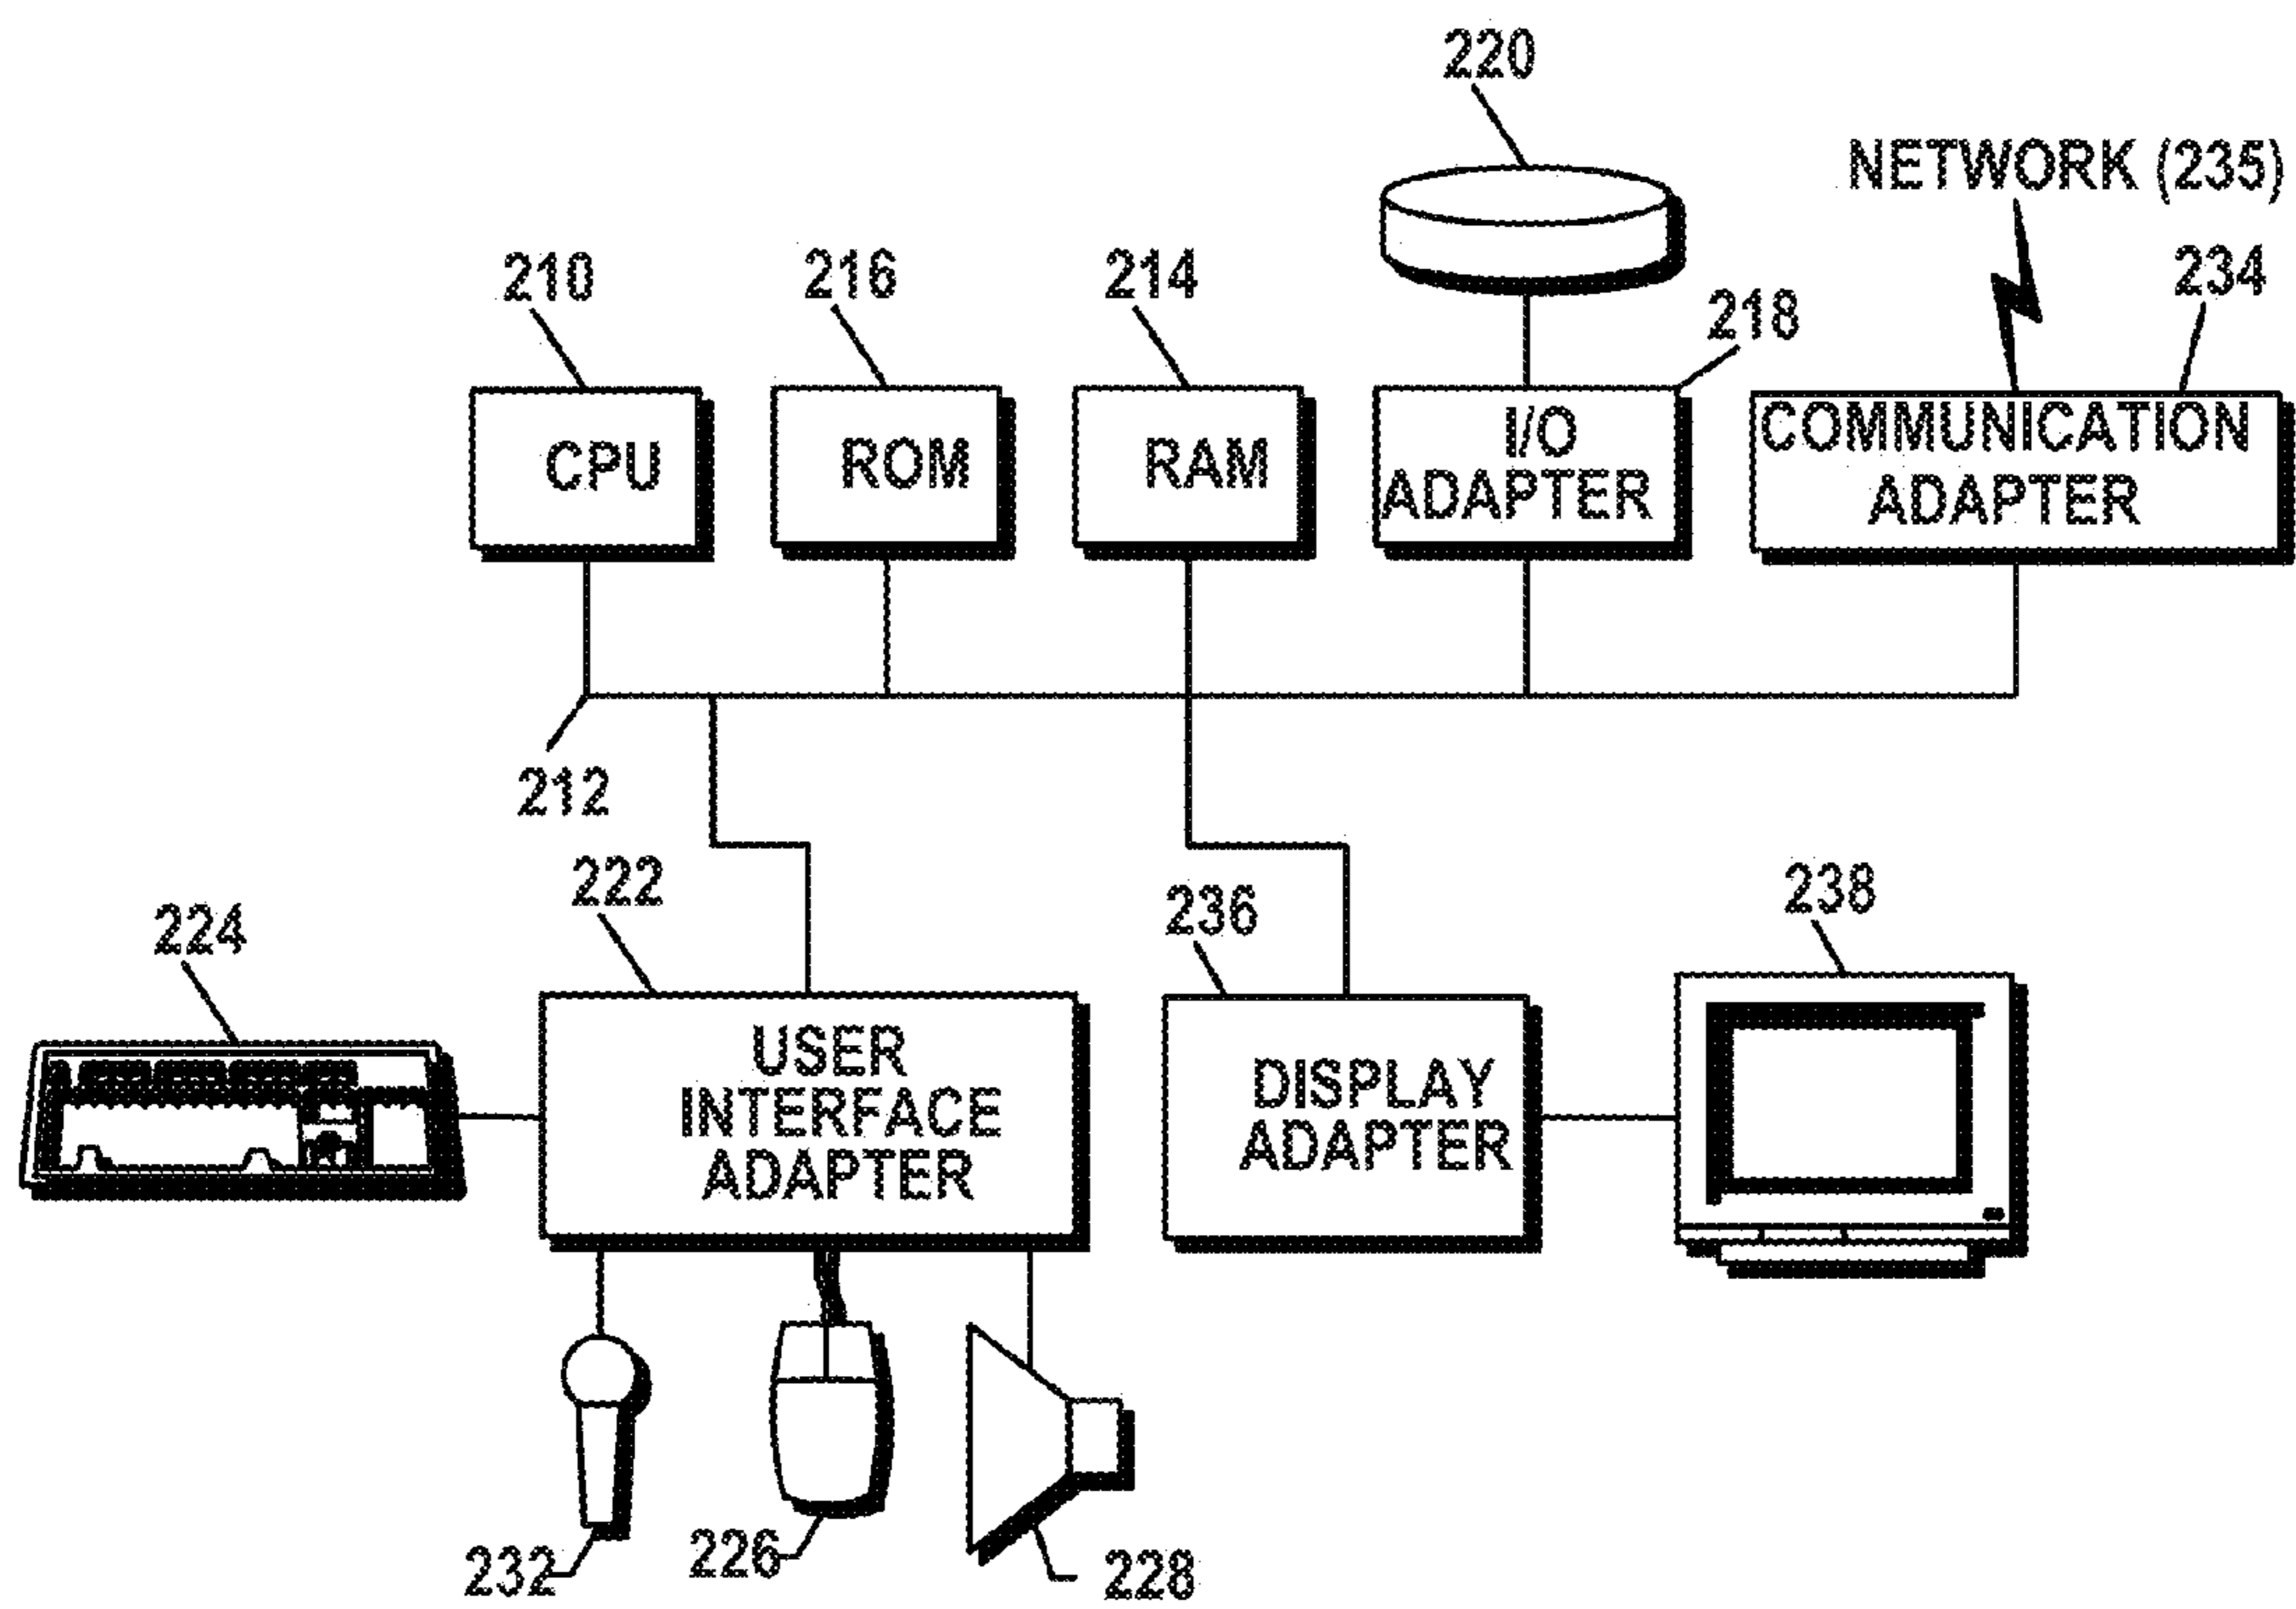 220
NETWORK (235)
210
216
214
218
234
CPU
ROM
RAM
I/O
ADAPTER
COMMUNICATION
ADAPTER
212
224
222
236
238
USER
INTERFACE
ADAPTER
DISPLAY
ADAPTER
232
226
228